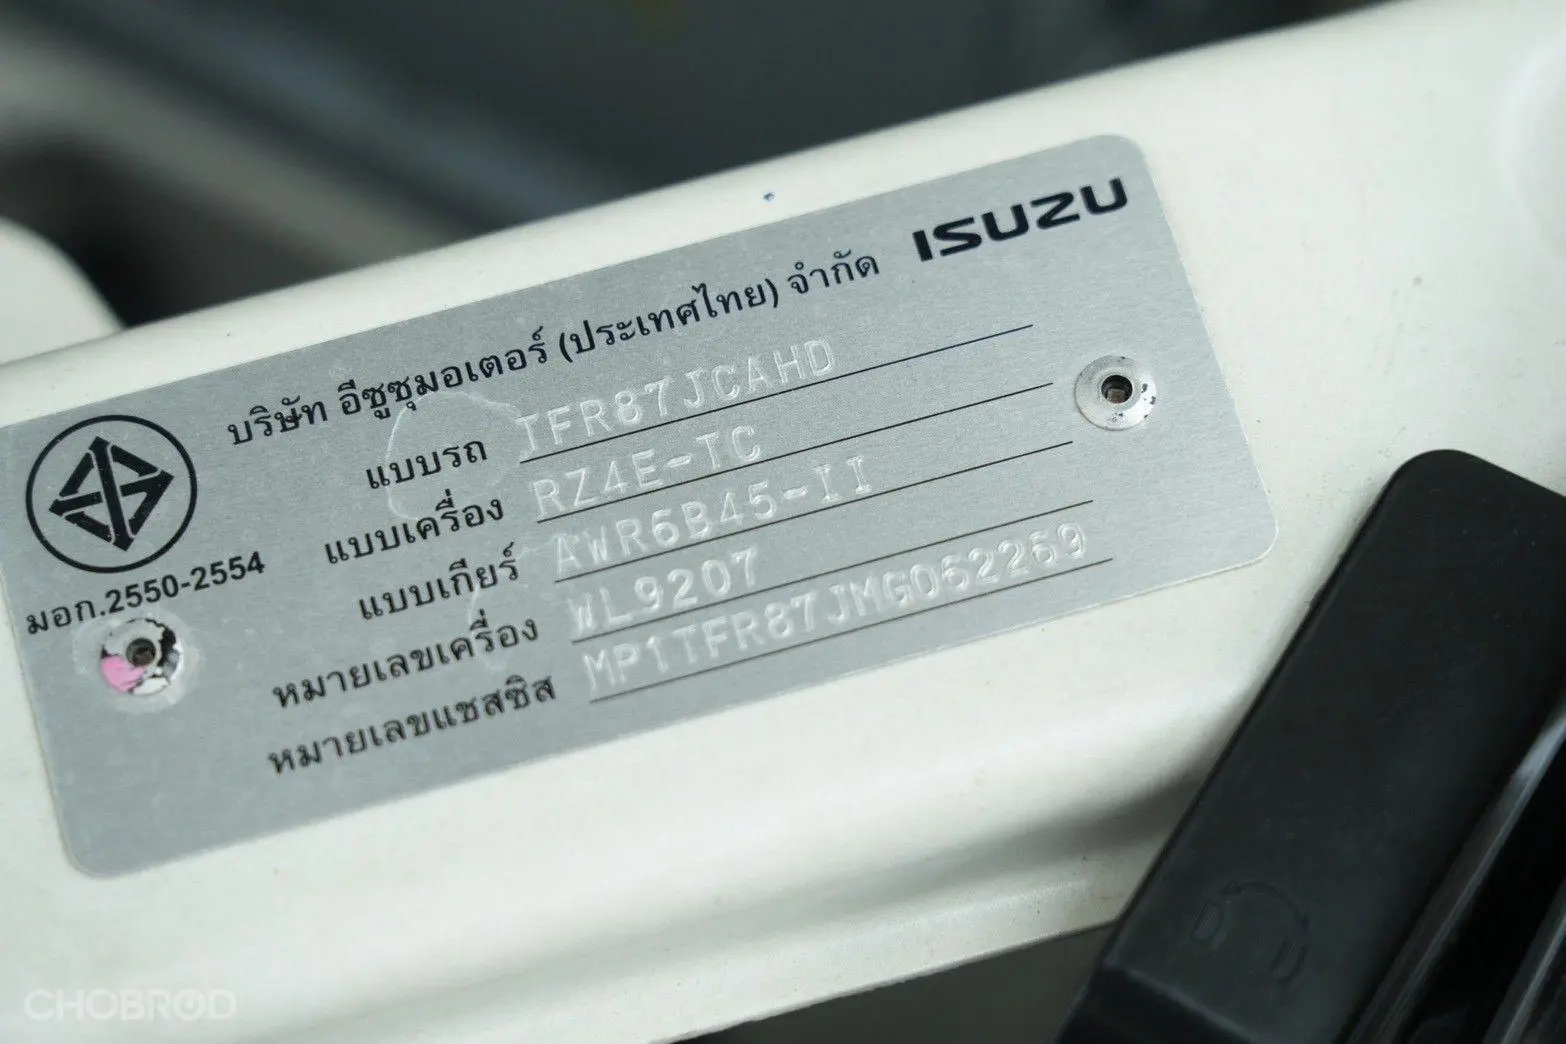 ISUZU
บริษัท อีซูซุมอเตอร์ (ประเทศไทย) จำกัด
แบบรถ TFR87JCAHD
แบบเครื่อง RZ4E-TC
แบบเกียร์ AWR6B45-II
หมายเลขเครื่อง WL9207
หมายเลขแชสซิส MP1TFR87JMG062269
มอก.2550-2554
CHOBROD